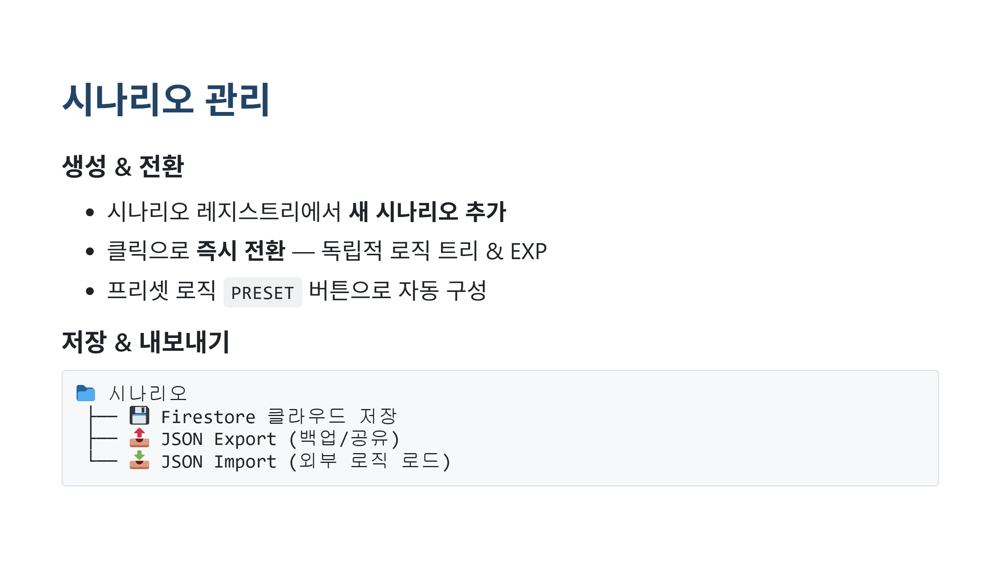 시나리오 관리
생성 & 전환
• 시나리오 레지스트리에서 새 시나리오 추가
• 클릭으로 즉시 전환 — 독립적 로직 트리 & EXP
• 프리셋 로직 PRESET 버튼으로 자동 구성
저장 & 내보내기
📂 시나리오
├── 💾 Firestore 클라우드 저장
├── 📤 JSON Export (백업/공유)
└── 📥 JSON Import (외부 로직 로드)